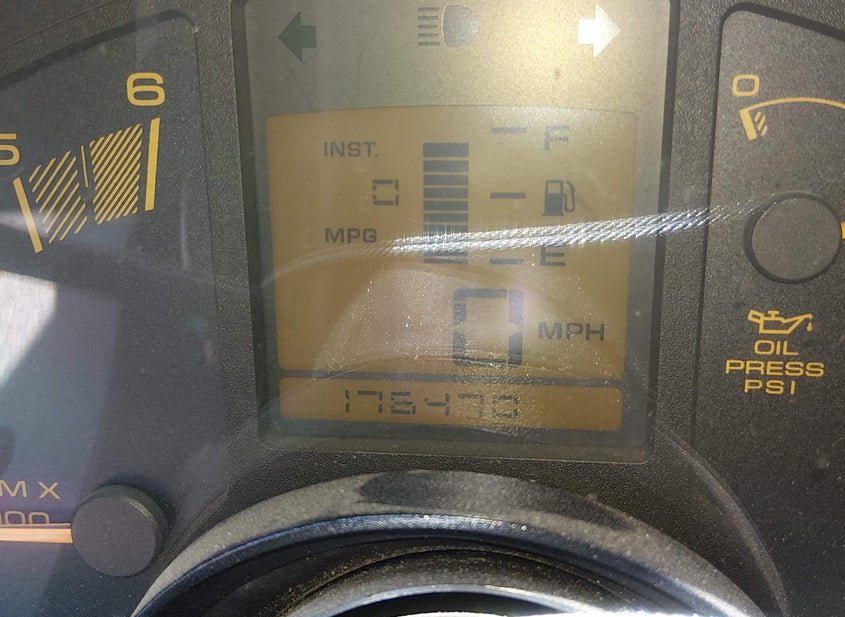 5
6
INST.
0
MPG
F
E
0 MPH
176470
0
OIL
PRESS
PSI